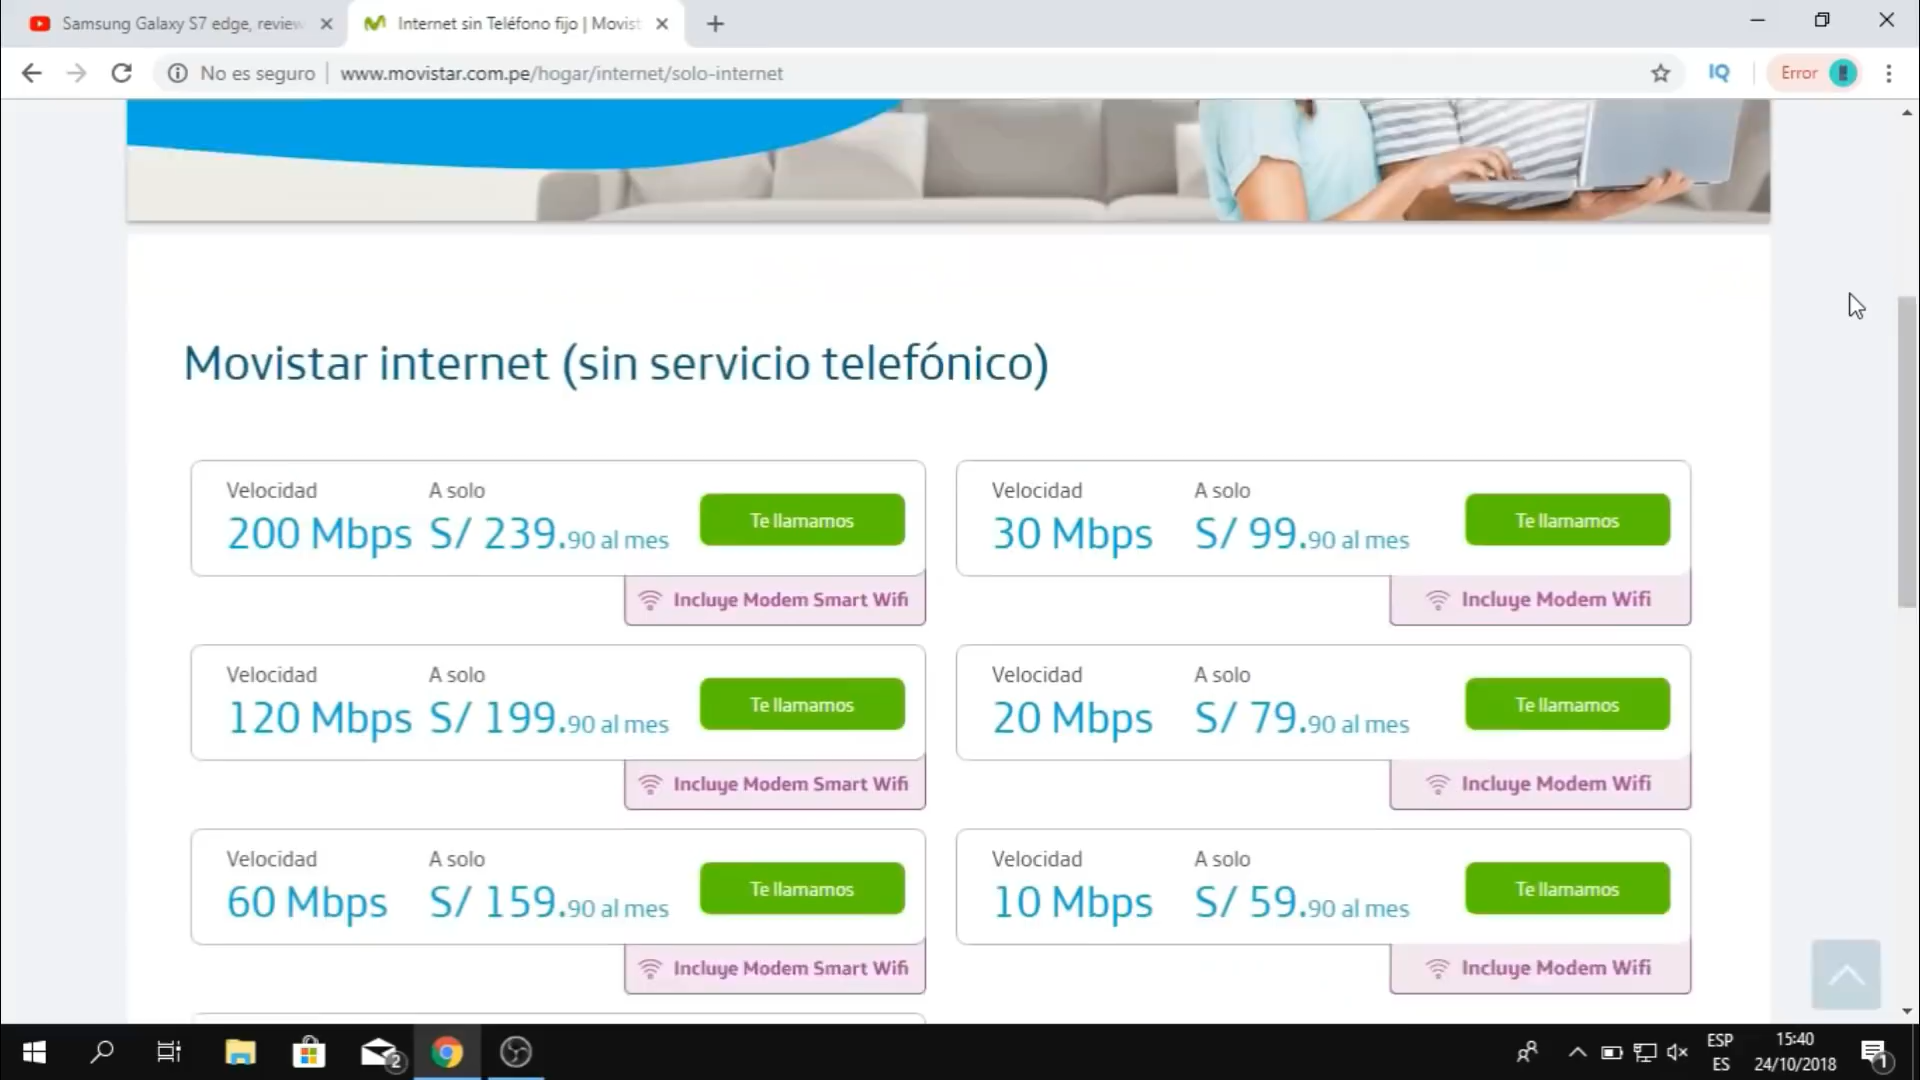 Samsung Galaxy S7 edge, review
Internet sin Teléfono fijo | Movist
No es seguro
www.movistar.com.pe/hogar/internet/solo-internet
IQ
Error
Movistar internet (sin servicio telefónico)
Velocidad A solo
200 Mbps S/ 239.90 al mes
Te llamamos
Incluye Modem Smart Wifi
Velocidad A solo
30 Mbps S/ 99.90 al mes
Te llamamos
Incluye Modem Wifi
Velocidad A solo
120 Mbps S/ 199.90 al mes
Te llamamos
Incluye Modem Smart Wifi
Velocidad A solo
20 Mbps S/ 79.90 al mes
Te llamamos
Incluye Modem Wifi
Velocidad A solo
60 Mbps S/ 159.90 al mes
Te llamamos
Incluye Modem Smart Wifi
Velocidad A solo
10 Mbps S/ 59.90 al mes
Te llamamos
Incluye Modem Wifi
2
ESP
ES
15:40
24/10/2018
1